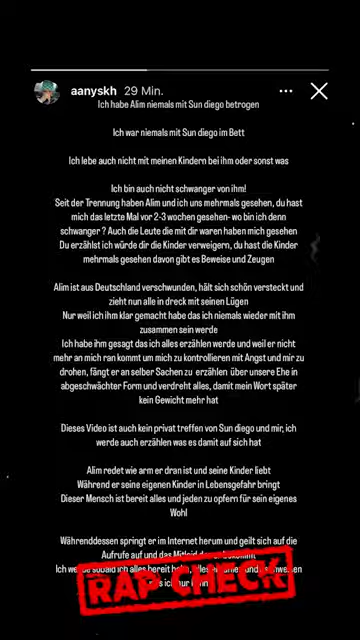 aanyskh 29 Min.
Ich habe Alim niemals mit Sun diego betrogen
Ich war niemals mit Sun diego im Bett
Ich lebe auch nicht mit meinen Kindern bei ihm oder sonst was
Ich bin auch nicht schwanger von ihm!
Seit der Trennung haben Alim und ich uns mehrmals gesehen, du hast
mich das letzte Mal vor 2-3 wochen gesehen- wo bin ich denn
schwanger ? Auch die Leute die mit dir waren haben mich gesehen
Du erzählst ich würde dir die Kinder verweigern, du hast die Kinder
mehrmals gesehen davon gibt es Beweise und Zeugen
Alim ist aus Deutschland verschwunden, hält sich schön versteckt und
zieht nun alle in dreck mit seinen Lügen
Nur weil ich ihm klar gemacht habe das ich niemals wieder mit ihm
zusammen sein werde
Ich habe ihm gesagt das ich alles erzählen werde und weil er nicht
mehr an mich ran kommt um mich zu kontrollieren mit Angst und mir zu
drohen, fängt er an selber Sachen zu erzählen über unsere Ehe in
abgeschwächter Form und verdreht alles, damit mein Wort später
kein Gewicht mehr hat
Dieses Video ist auch kein privat treffen von Sun diego und mir, ich
werde auch erzählen was es damit auf sich hat
Alim redet wie arm er dran ist und seine Kinder liebt
Während er seine eigenen Kinder in Lebensgefahr bringt
Dieser Mensch ist bereit alles und jeden zu opfern für sein eigenes
Wohl
Währenddessen springt er im Internet herum und geilt sich auf die
Aufrufe auf und das Mitleid
Ich werde sobald ich alles bereit habe, alles
RAP CHECK